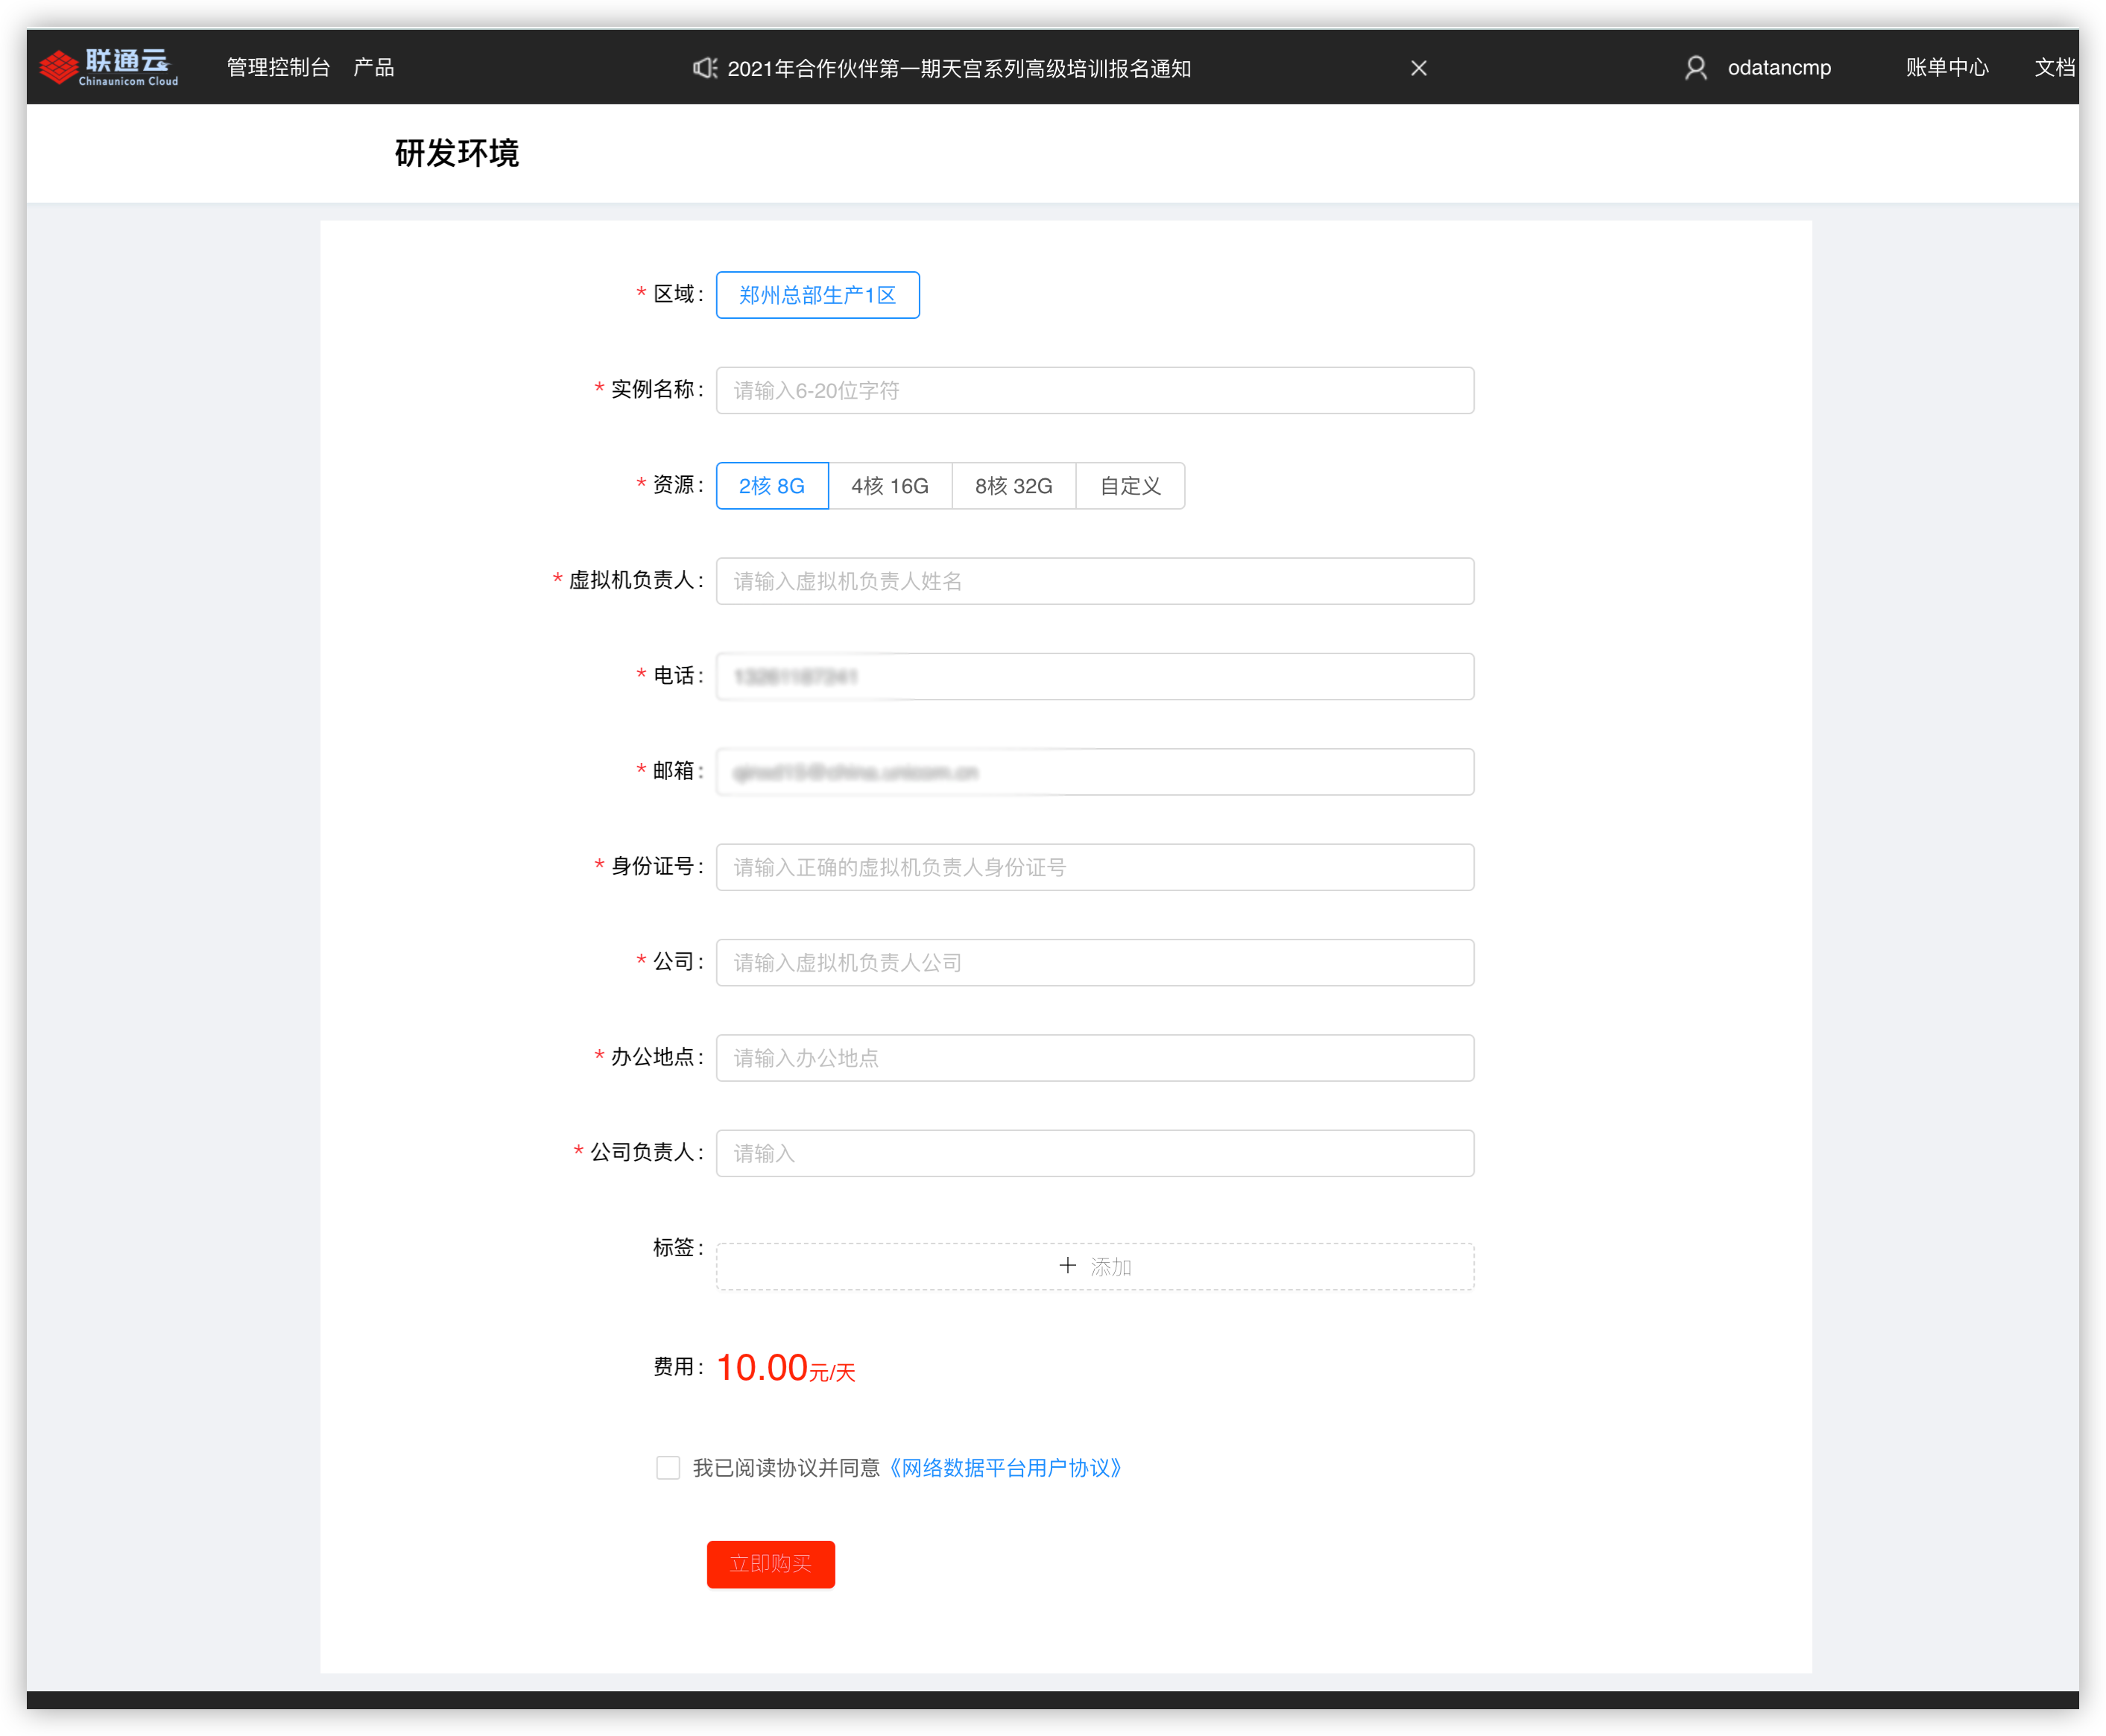 联通云
Chinaunicom Cloud
管理控制台 产品
2021年合作伙伴第一期天宫系列高级培训报名通知
odatancmp
账单中心
文档
研发环境
* 区域: 郑州总部生产1区
* 实例名称: 请输入6-20位字符
* 资源: 2核 8G 4核 16G 8核 32G 自定义
* 虚拟机负责人: 请输入虚拟机负责人姓名
* 电话:
* 邮箱:
* 身份证号: 请输入正确的虚拟机负责人身份证号
* 公司: 请输入虚拟机负责人公司
* 办公地点: 请输入办公地点
* 公司负责人: 请输入
标签: + 添加
费用: 10.00元/天
我已阅读协议并同意《网络数据平台用户协议》
立即购买